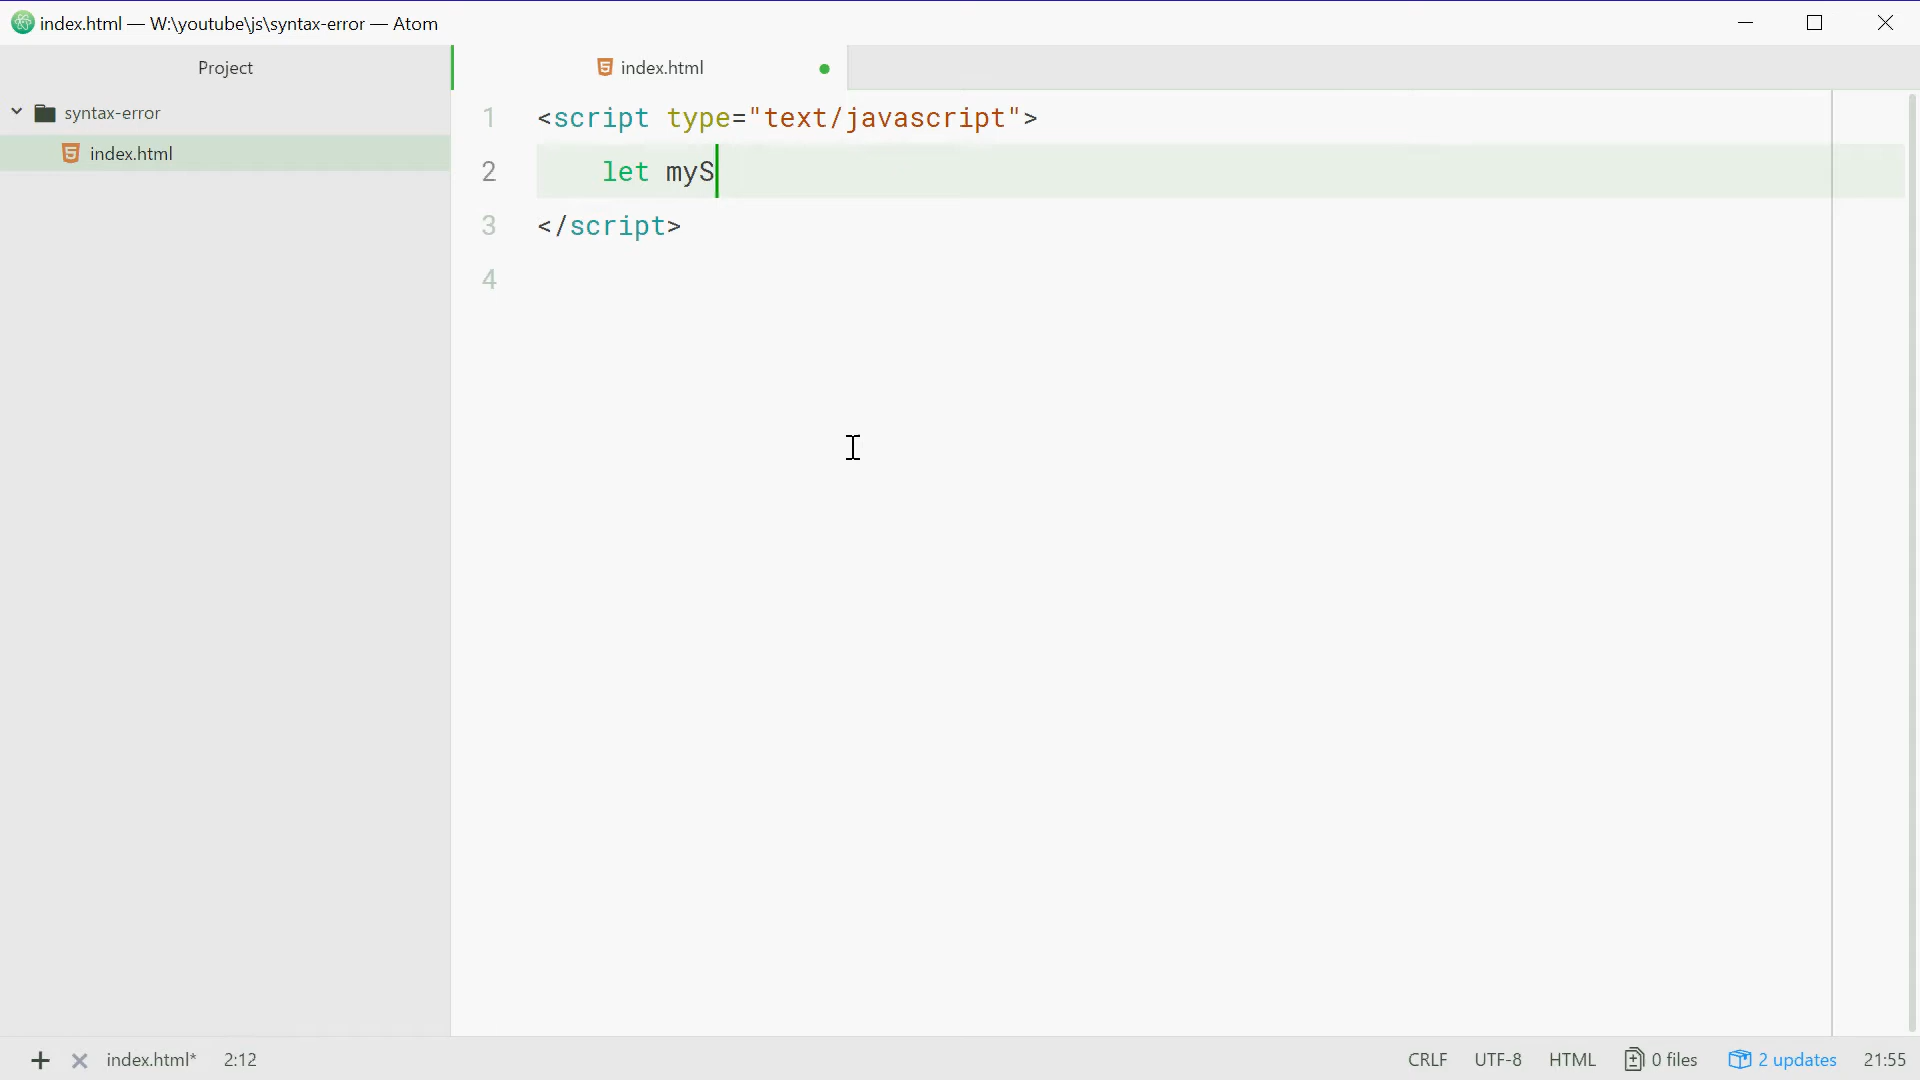 index.html — W:\youtube\js\syntax-error — Atom
Project
index.html
syntax-error
index.html
1 <script type="text/javascript">
2 let myS
3 </script>
4
index.html* 2:12 CRLF UTF-8 HTML 0 files 2 updates 21:55